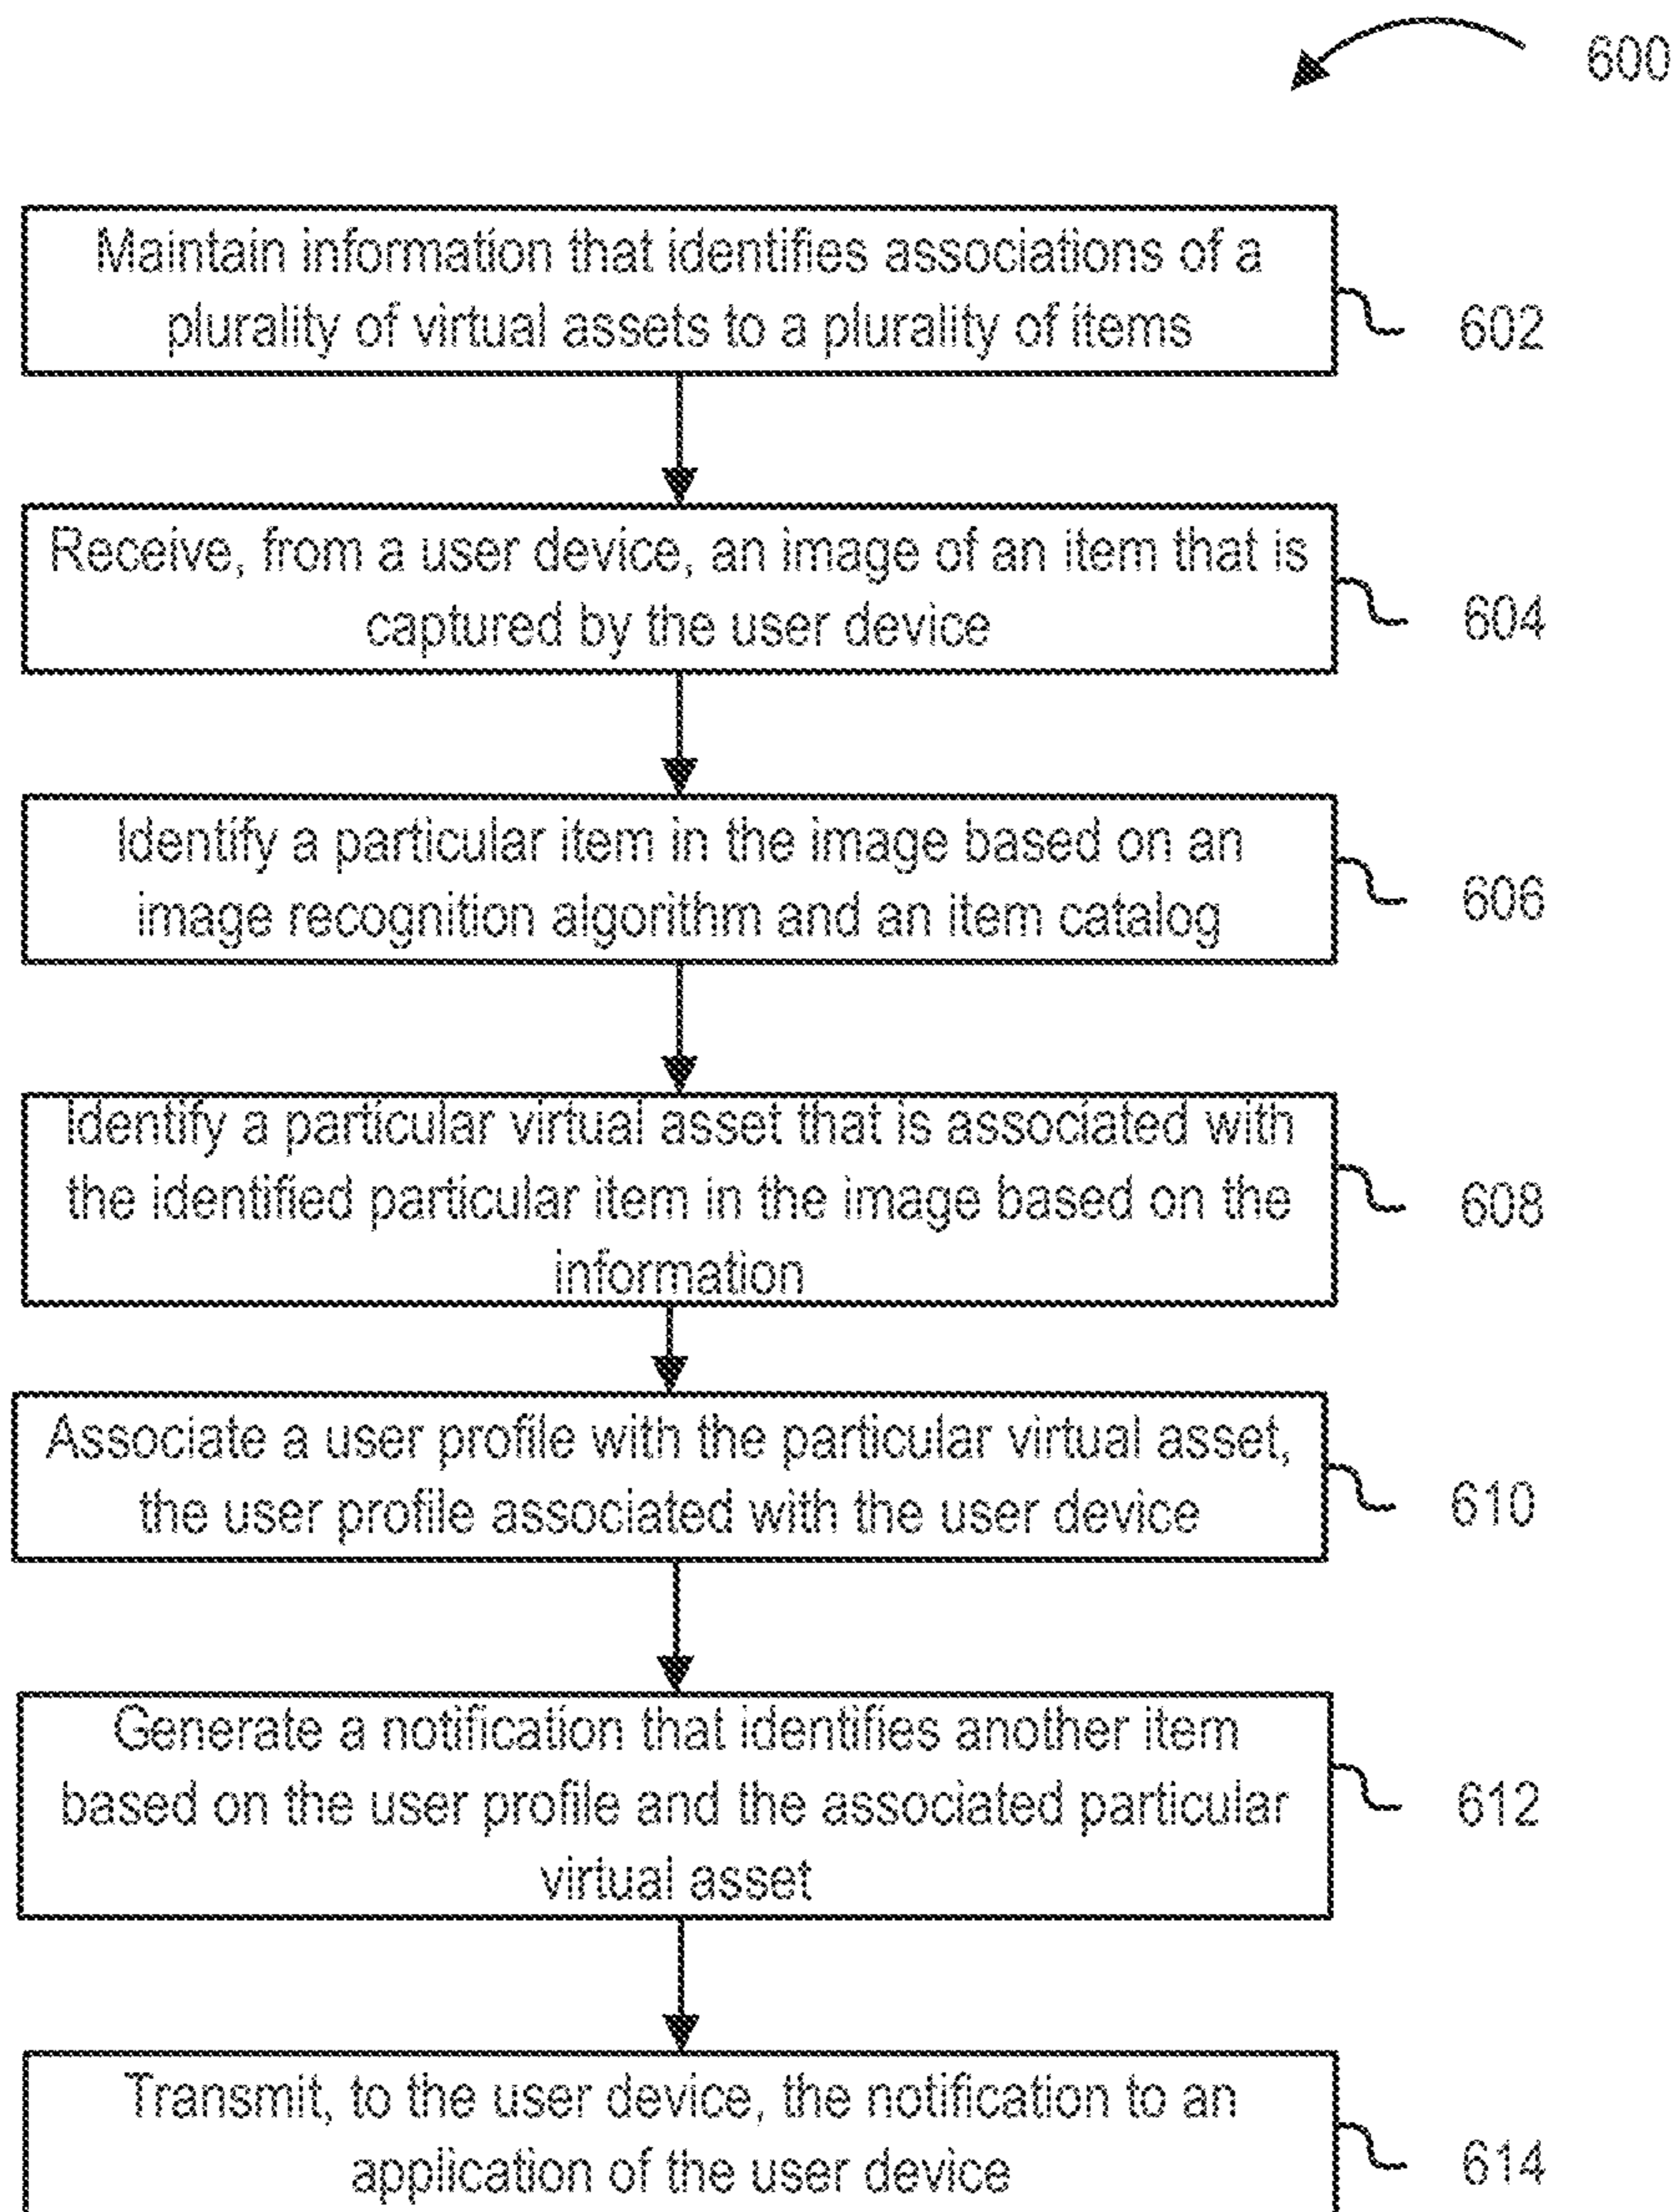 600
Maintain information that identifies associations of a
plurality of virtual assets to a plurality of items
602
Receive, from a user device, an image of an item that is
captured by the user device
604
Identify a particular item in the image based on an
image recognition algorithm and an item catalog
606
Identify a particular virtual asset that is associated with
the identified particular item in the image based on the
information
608
Associate a user profile with the particular virtual asset,
the user profile associated with the user device
610
Generate a notification that identifies another item
based on the user profile and the associated particular
virtual asset
612
Transmit, to the user device, the notification to an
application of the user device
614